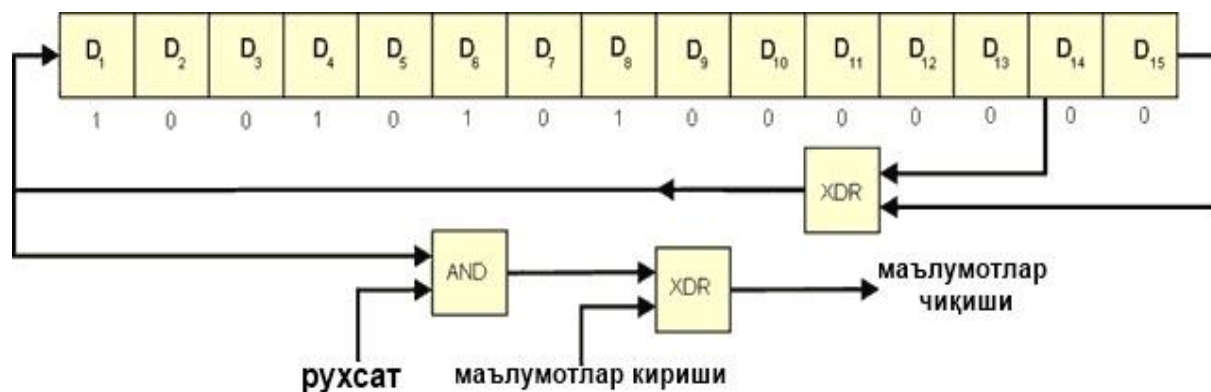 D₁ D₂ D₃ D₄ D₅ D₆ D₇ D₈ D₉ D₁₀ D₁₁ D₁₂ D₁₃ D₁₄ D₁₅
1 0 0 1 0 1 0 1 0 0 0 0 0 0 0
XDR
AND
XDR
маълумотлар
чиқиши
рухсат
маълумотлар кириши